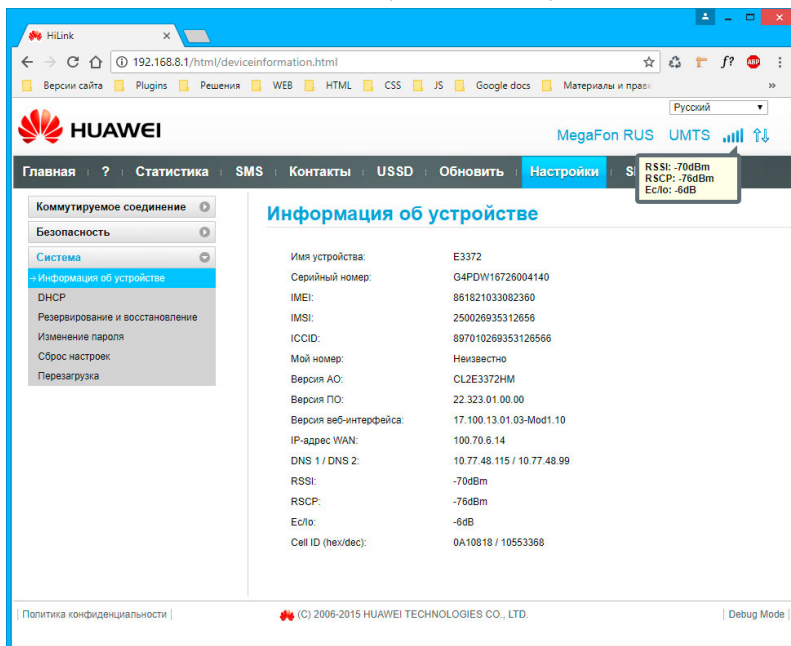 HiLink
192.168.8.1/html/deviceinformation.html
f?
ABP
Версии сайта Plugins Решения WEB HTML CSS JS Google docs Материалы и
Русский
HUAWEI
MegaFon RUS UMTS
Главная ? Статистика SMS Контакты USSD Обновить Настройки
RSSI: -70dBm
RSCP: -76dBm
Ec/Io: -6dB
Коммутируемое соединение
Безопасность
Система
→Информация об устройстве
DHCP
Резервирование и восстановление
Изменение пароля
Сброс настроек
Перезагрузка
Информация об устройстве
Имя устройства: E3372
Серийный номер: G4PDW16726004140
IMEI: 861821033082360
IMSI: 250026935312656
ICCID: 897010269353126566
Мой номер: Неизвестно
Версия АО: CL2E3372HM
Версия ПО: 22.323.01.00.00
Версия веб-интерфейса: 17.100.13.01.03-Mod1.10
IP-адрес WAN: 100.70.6.14
DNS 1 / DNS 2: 10.77.48.115 / 10.77.48.99
RSSI: -70dBm
RSCP: -76dBm
Ec/Io: -6dB
Cell ID (hex/dec): 0A10818 / 10553368
Политика конфиденциальности
(C) 2006-2015 HUAWEI TECHNOLOGIES CO., LTD.
Debug Mode